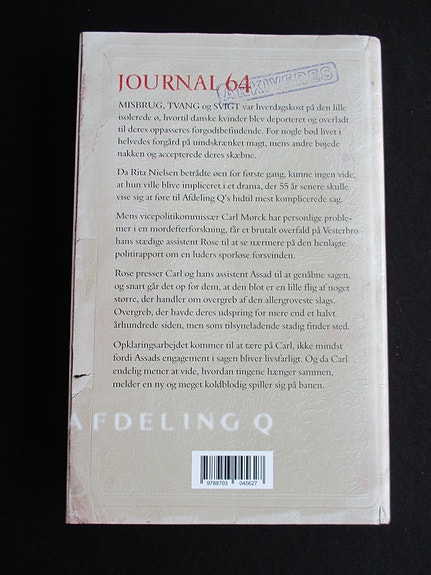 JOURNAL 64
ARKIVERES
MISBRUG, TVANG og SVIGT var hverdagskost på den lille
isolerede ø, hvortil danske kvinder blev deporteret og overladt
til deres oppasseres forgodtbefindende. For nogle bød livet i
helvedes forgård på uindskrænket magt, mens andre bøjede
nakken og accepterede deres skæbne.
Da Rita Nielsen betrådte øen for første gang, kunne ingen vide,
at hun ville blive impliceret i et drama, der 55 år senere skulle
vise sig at føre til Afdeling Q's hidtil mest komplicerede sag.
Mens vicepolitikommissær Carl Mørck har personlige proble-
mer i en mordefterforskning, får et brutalt overfald på Vesterbro
hans stædige assistent Rose til at se nærmere på den henlagte
politirapport om en luders sporløse forsvinden.
Rose presser Carl og hans assistent Assad til at genåbne sagen,
og snart går det op for dem, at den blot er en lille flig af noget
større, der handler om overgreb af den allergroveste slags.
Overgreb, der havde deres udspring for mere end et halvt
århundrede siden, men som tilsyneladende stadig finder sted.
Opklaringsarbejdet kommer til at tære på Carl, ikke mindst
fordi Assads engagement i sagen bliver livsfarligt. Og da Carl
endelig mener at vide, hvordan tingene hænger sammen,
melder en ny og meget koldblodig spiller sig på banen.
AFDELING Q
9788703 045627